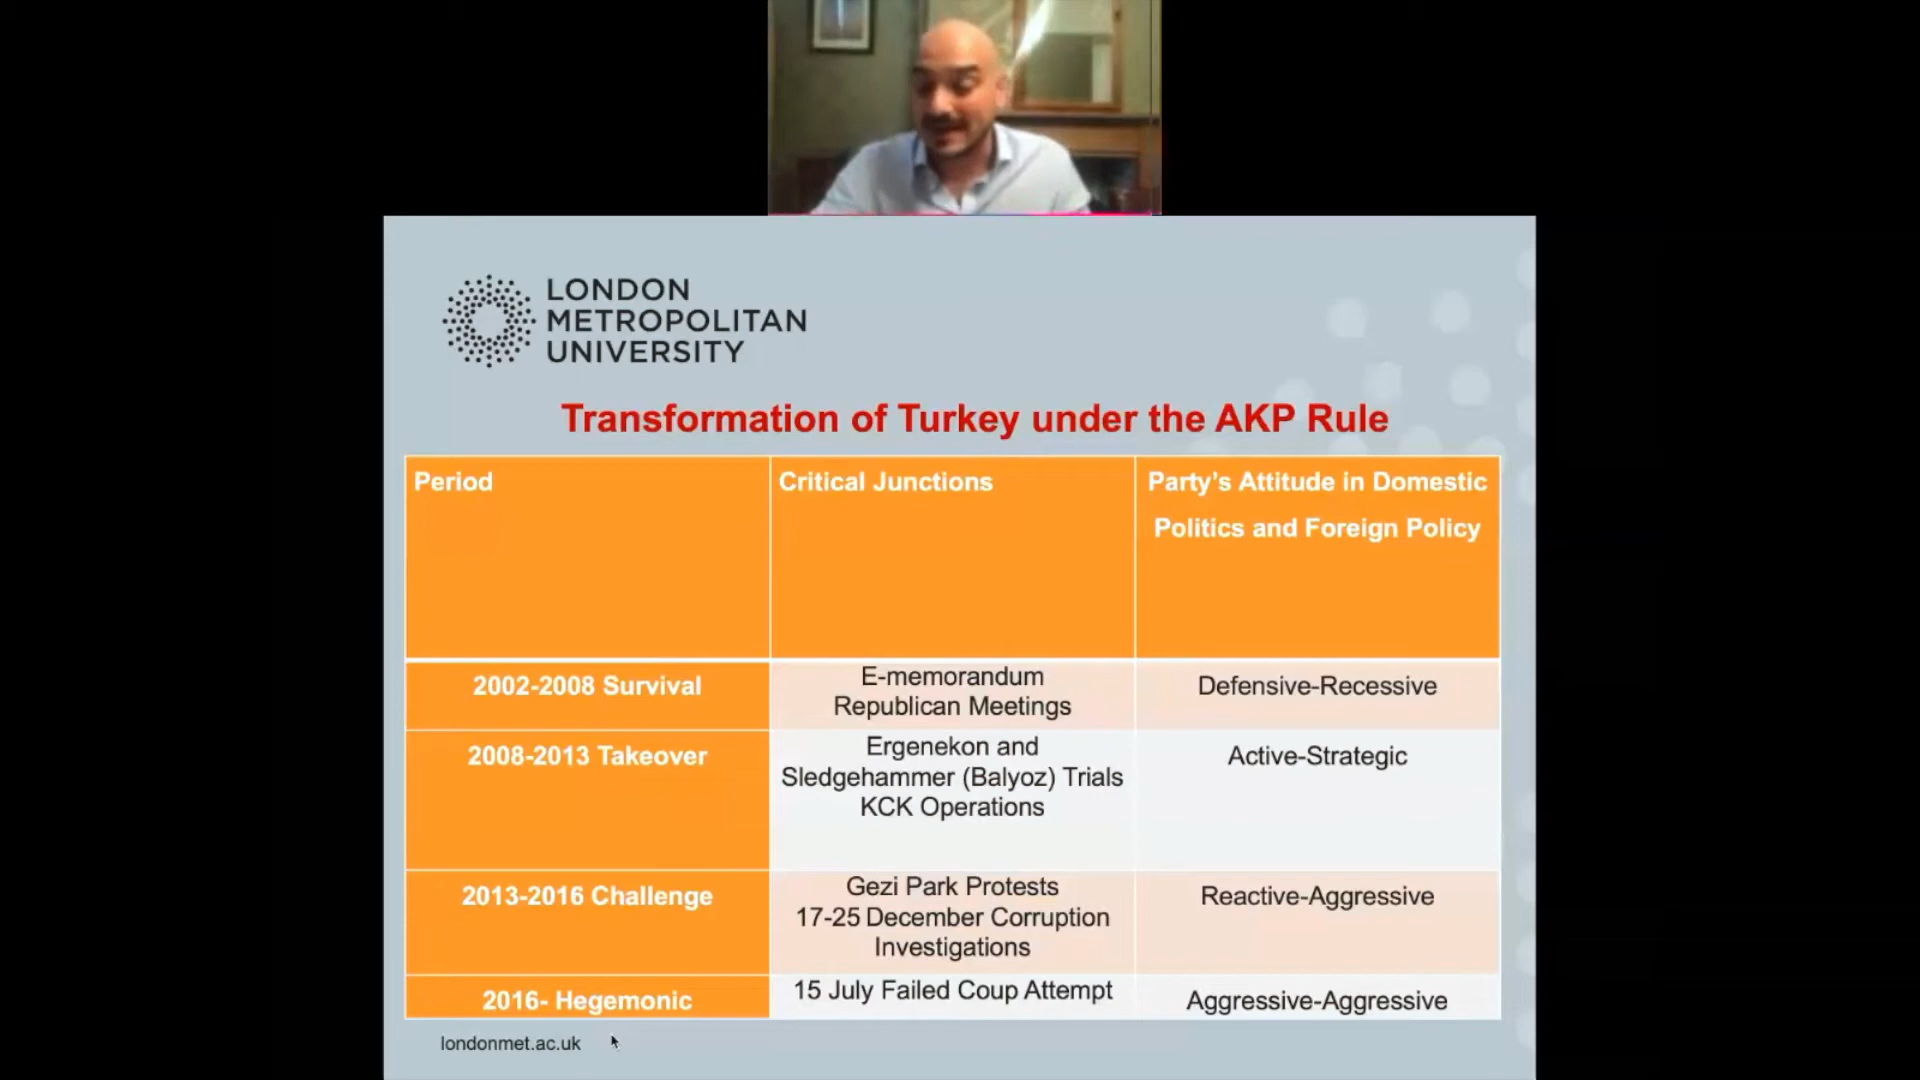 LONDON
METROPOLITAN
UNIVERSITY
Transformation of Turkey under the AKP Rule
Period
Critical Junctions
Party's Attitude in Domestic
Politics and Foreign Policy
2002-2008 Survival
E-memorandum
Republican Meetings
Defensive-Recessive
2008-2013 Takeover
Ergenekon and
Sledgehammer (Balyoz) Trials
KCK Operations
Active-Strategic
2013-2016 Challenge
Gezi Park Protests
17-25 December Corruption
Investigations
Reactive-Aggressive
2016- Hegemonic
15 July Failed Coup Attempt
Aggressive-Aggressive
londonmet.ac.uk